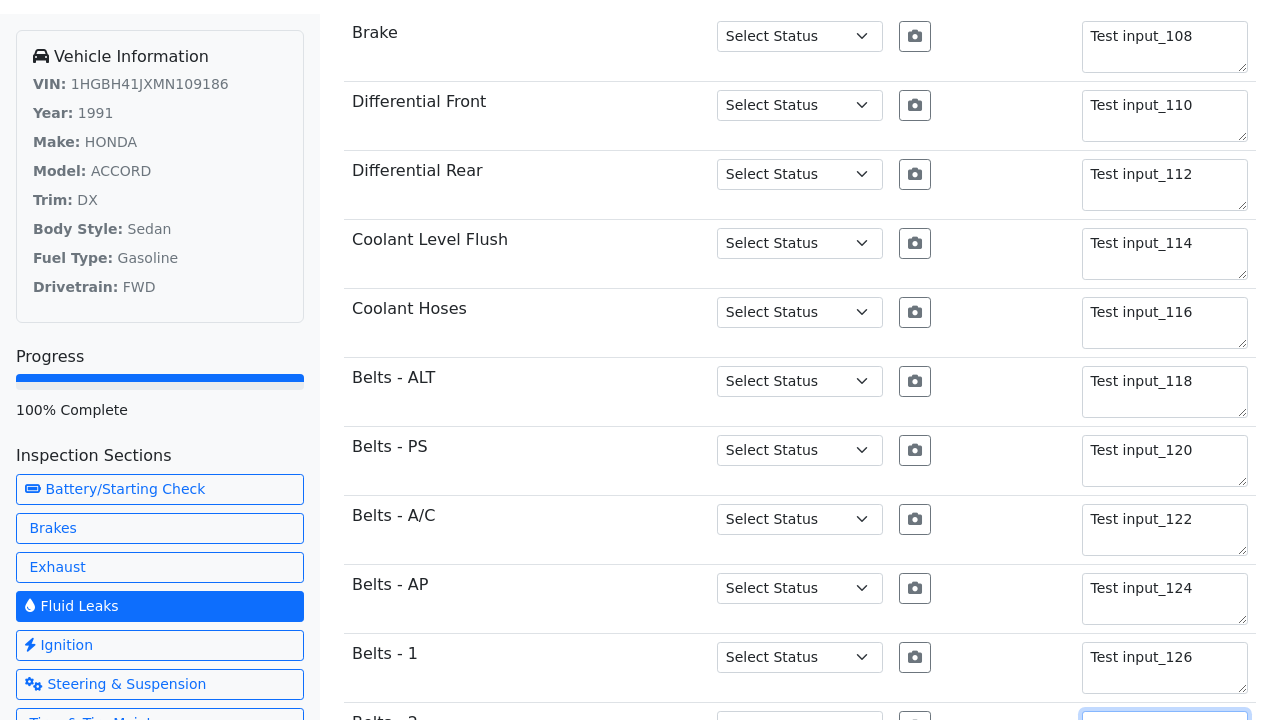 Vehicle Information
VIN: 1HGBH41JXMN109186
Year: 1991
Make: HONDA
Model: ACCORD
Trim: DX
Body Style: Sedan
Fuel Type: Gasoline
Drivetrain: FWD
Progress
100% Complete
Inspection Sections
Battery/Starting Check
Brakes
Exhaust
Fluid Leaks
Ignition
Steering & Suspension
Brake Select Status Test input_108
Differential Front Select Status Test input_110
Differential Rear Select Status Test input_112
Coolant Level Flush Select Status Test input_114
Coolant Hoses Select Status Test input_116
Belts - ALT Select Status Test input_118
Belts - PS Select Status Test input_120
Belts - A/C Select Status Test input_122
Belts - AP Select Status Test input_124
Belts - 1 Select Status Test input_126
Belts - 2